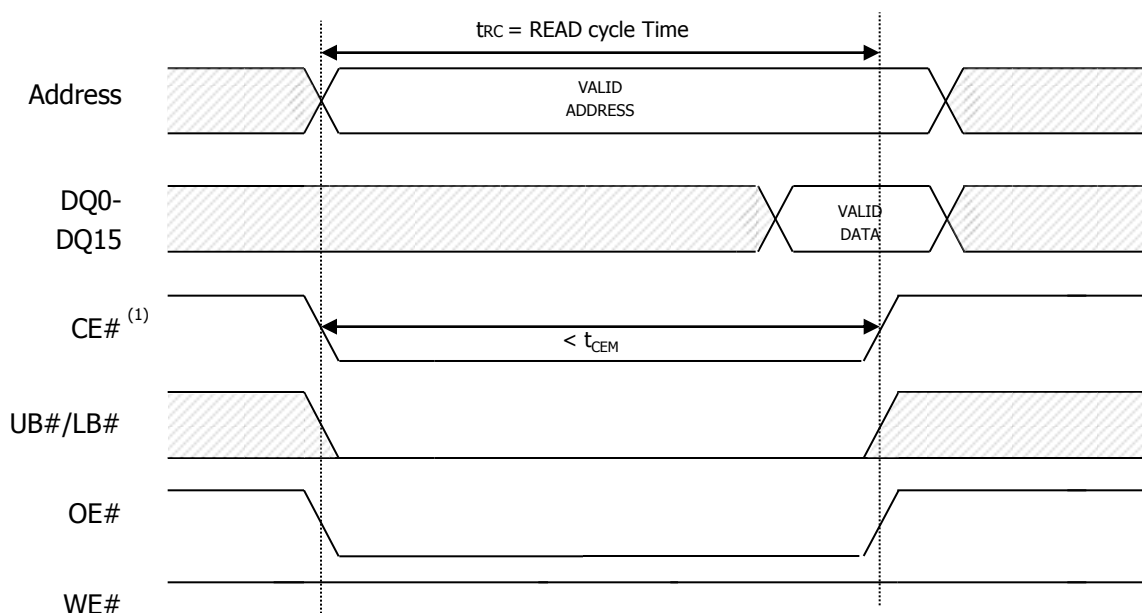 tRC = READ cycle Time
Address
VALID
ADDRESS
DQ0-
DQ15
VALID
DATA
CE# (1)
< tCEM
UB#/LB#
OE#
WE#